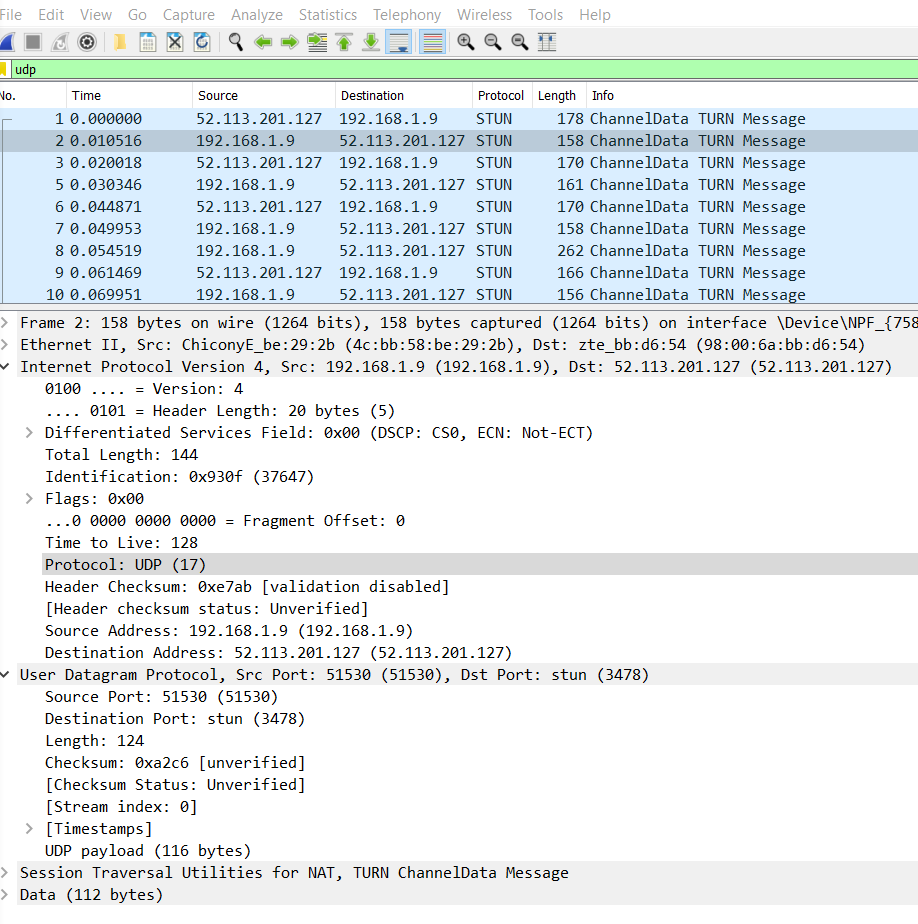 File Edit View Go Capture Analyze Statistics Telephony Wireless Tools Help
udp
No. Time Source Destination Protocol Length Info
1 0.000000 52.113.201.127 192.168.1.9 STUN 178 ChannelData TURN Message
2 0.010516 192.168.1.9 52.113.201.127 STUN 158 ChannelData TURN Message
3 0.020018 52.113.201.127 192.168.1.9 STUN 170 ChannelData TURN Message
5 0.030346 192.168.1.9 52.113.201.127 STUN 161 ChannelData TURN Message
6 0.044871 52.113.201.127 192.168.1.9 STUN 170 ChannelData TURN Message
7 0.049953 192.168.1.9 52.113.201.127 STUN 158 ChannelData TURN Message
8 0.054519 192.168.1.9 52.113.201.127 STUN 262 ChannelData TURN Message
9 0.061469 52.113.201.127 192.168.1.9 STUN 166 ChannelData TURN Message
10 0.069951 192.168.1.9 52.113.201.127 STUN 156 ChannelData TURN Message
Frame 2: 158 bytes on wire (1264 bits), 158 bytes captured (1264 bits) on interface \Device\NPF_{758
Ethernet II, Src: ChiconyE_be:29:2b (4c:bb:58:be:29:2b), Dst: zte_bb:d6:54 (98:00:6a:bb:d6:54)
Internet Protocol Version 4, Src: 192.168.1.9 (192.168.1.9), Dst: 52.113.201.127 (52.113.201.127)
0100 .... = Version: 4
.... 0101 = Header Length: 20 bytes (5)
Differentiated Services Field: 0x00 (DSCP: CS0, ECN: Not-ECT)
Total Length: 144
Identification: 0x930f (37647)
Flags: 0x00
...0 0000 0000 0000 = Fragment Offset: 0
Time to Live: 128
Protocol: UDP (17)
Header Checksum: 0xe7ab [validation disabled]
[Header checksum status: Unverified]
Source Address: 192.168.1.9 (192.168.1.9)
Destination Address: 52.113.201.127 (52.113.201.127)
User Datagram Protocol, Src Port: 51530 (51530), Dst Port: stun (3478)
Source Port: 51530 (51530)
Destination Port: stun (3478)
Length: 124
Checksum: 0xa2c6 [unverified]
[Checksum Status: Unverified]
[Stream index: 0]
[Timestamps]
UDP payload (116 bytes)
Session Traversal Utilities for NAT, TURN ChannelData Message
Data (112 bytes)